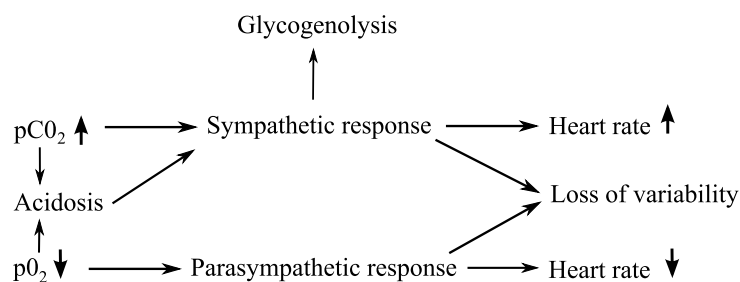 Glycogenolysis
pC0₂ Sympathetic response Heart rate
Acidosis Loss of variability
p0₂ Parasympathetic response Heart rate